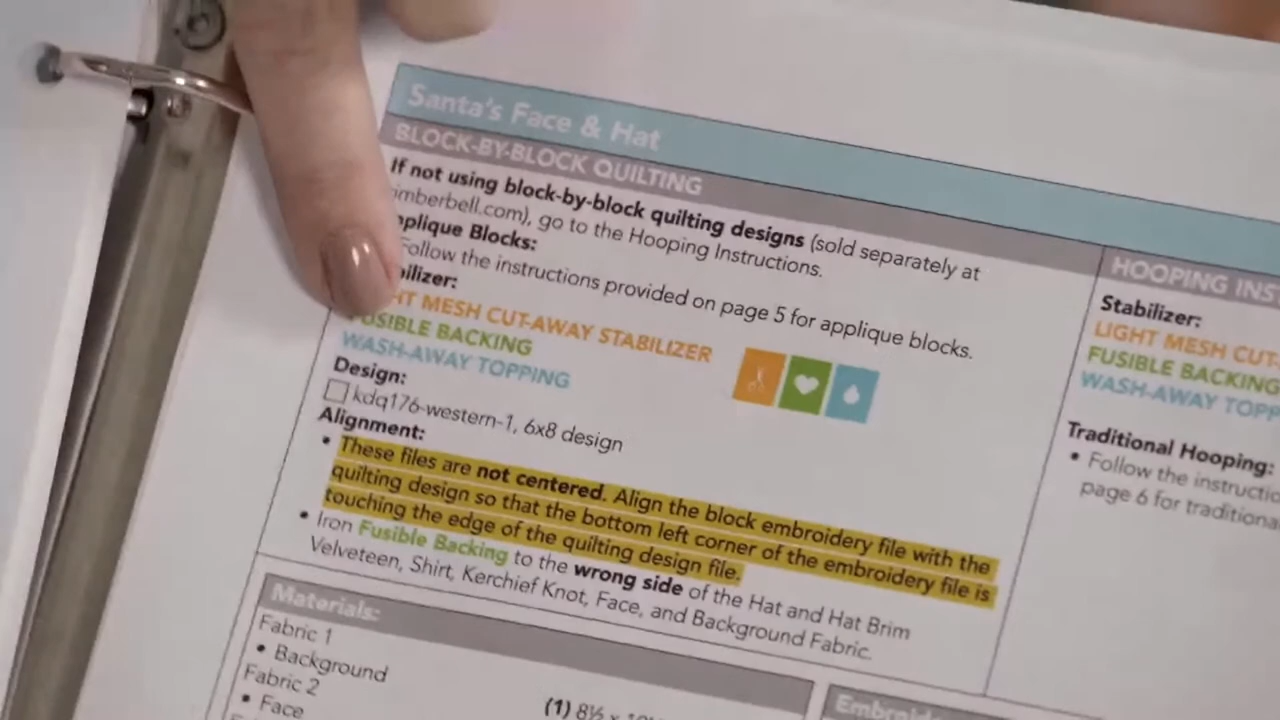 Santa's Face & Hat
BLOCK-BY-BLOCK QUILTING
If not using block-by-block quilting designs (sold separately at
imberbell.com), go to the Hooping Instructions.
pplique Blocks:
Follow the instructions provided on page 5 for applique blocks.
bilizer:
HT MESH CUT-AWAY STABILIZER
FUSIBLE BACKING
WASH-AWAY TOPPING
Design:
kdq176-western-1, 6x8 design
Alignment:
• These files are not centered. Align the block embroidery file with the
quilting design so that the bottom left corner of the embroidery file is
touching the edge of the quilting design file.
• Iron Fusible Backing to the wrong side of the Hat and Hat Brim
Velveteen, Shirt, Kerchief Knot, Face, and Background Fabric.
HOOPING INS
Stabilizer:
LIGHT MESH CUT-
FUSIBLE BACKING
WASH-AWAY TOPP
Traditional Hooping:
• Follow the instructio
page 6 for traditiona
Materials:
Fabric 1
• Background
Fabric 2
• Face
(1) 8½ x
Embroide